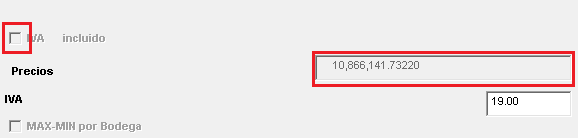 IVA incluido
Precios 10,866,141.73220
IVA 19.00
MAX-MIN por Bodega